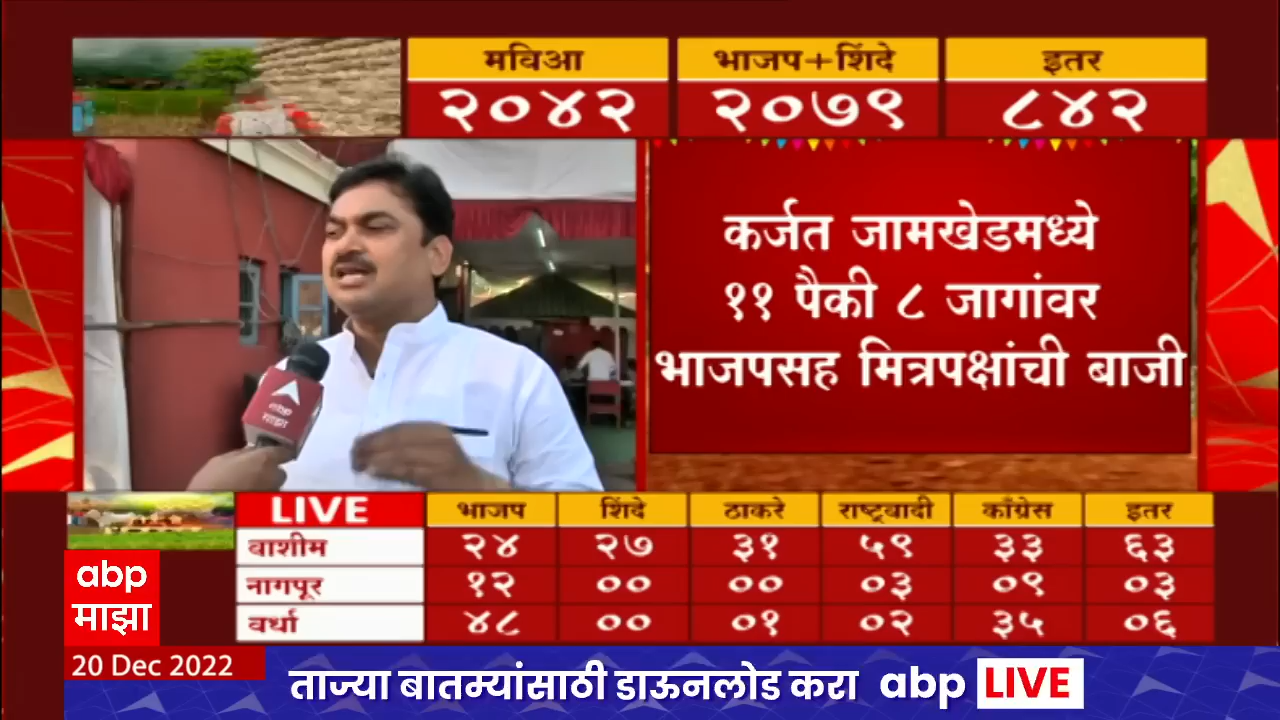 मविआ भाजप+शिंदे इतर
२०४२ २०७९ ८४२
कर्जत जामखेडमध्ये
११ पैकी ८ जागांवर
भाजपसह मित्रपक्षांची बाजी
माझा
LIVE भाजप शिंदे ठाकरे राष्ट्रवादी काँग्रेस इतर
वाशीम २४ २७ ३१ ५९ ३३ ६३
नागपूर १२ ०० ०० ०३ ०९ ०३
वर्धा ४८ ०० ०१ ०२ ३५ ०६
abp
माझा
20 Dec 2022
ताज्या बातम्यांसाठी डाऊनलोड करा abp LIVE